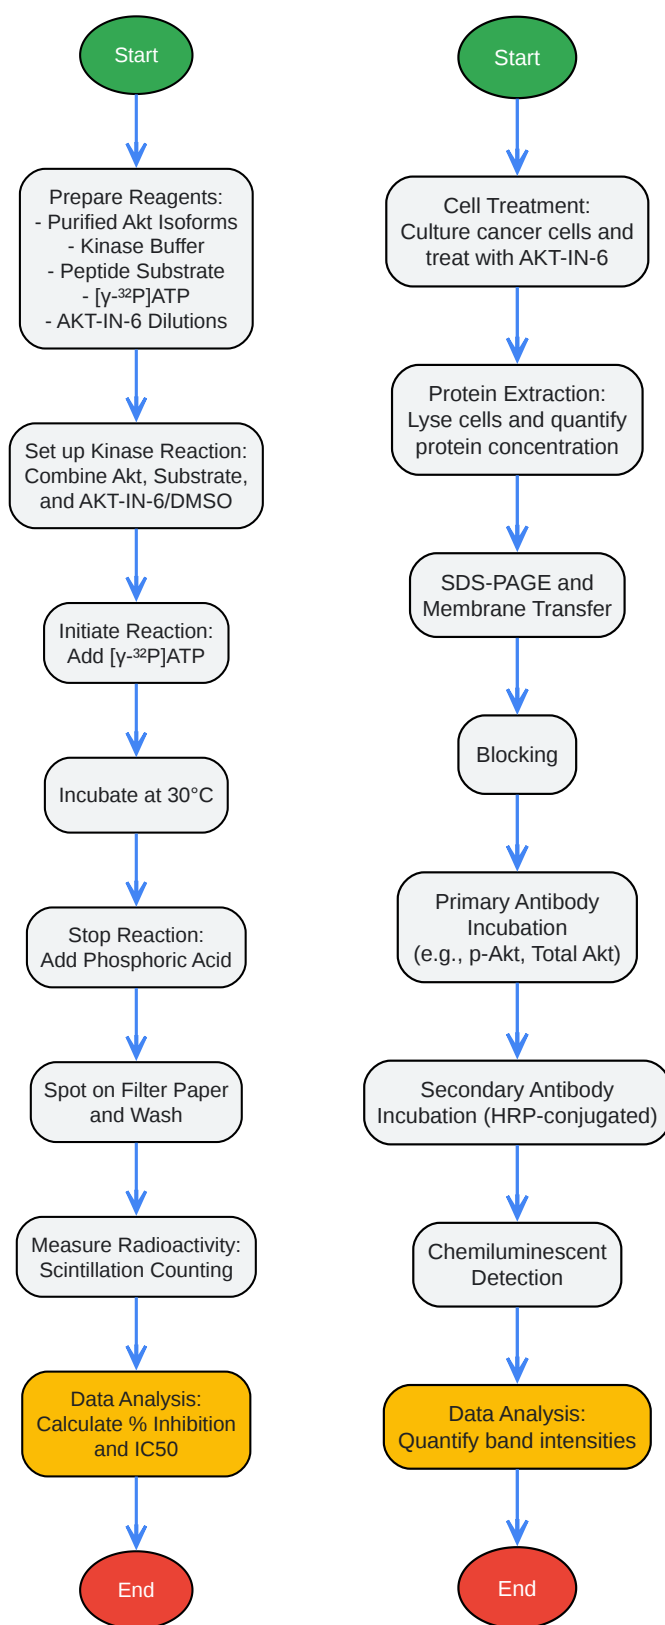 Start
Prepare Reagents:
- Purified Akt Isoforms
- Kinase Buffer
- Peptide Substrate
- [γ-³²P]ATP
- AKT-IN-6 Dilutions
Set up Kinase Reaction:
Combine Akt, Substrate,
and AKT-IN-6/DMSO
Initiate Reaction:
Add [γ-³²P]ATP
Incubate at 30°C
Stop Reaction:
Add Phosphoric Acid
Spot on Filter Paper
and Wash
Measure Radioactivity:
Scintillation Counting
Data Analysis:
Calculate % Inhibition
and IC50
End
Start
Cell Treatment:
Culture cancer cells and
treat with AKT-IN-6
Protein Extraction:
Lyse cells and quantify
protein concentration
SDS-PAGE and
Membrane Transfer
Blocking
Primary Antibody
Incubation
(e.g., p-Akt, Total Akt)
Secondary Antibody
Incubation (HRP-conjugated)
Chemiluminescent
Detection
Data Analysis:
Quantify band intensities
End